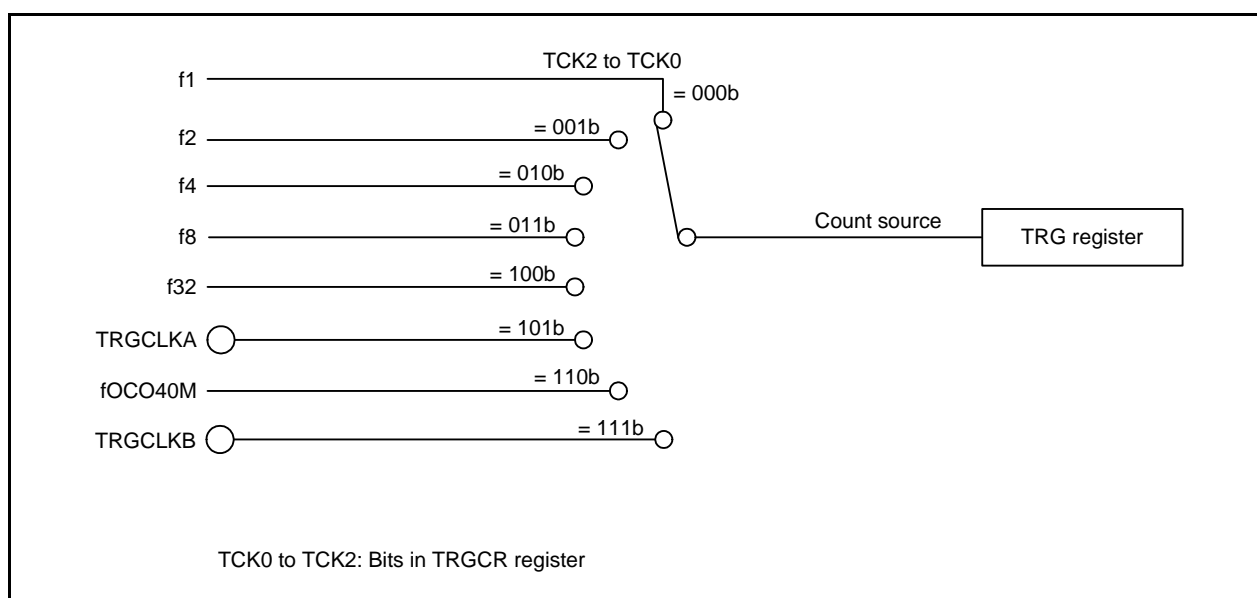 TCK2 to TCK0
f1
= 000b
f2
= 001b
f4
= 010b
f8
= 011b
Count source
TRG register
f32
= 100b
TRGCLKA
= 101b
fOCO40M
= 110b
TRGCLKB
= 111b
TCK0 to TCK2: Bits in TRGCR register